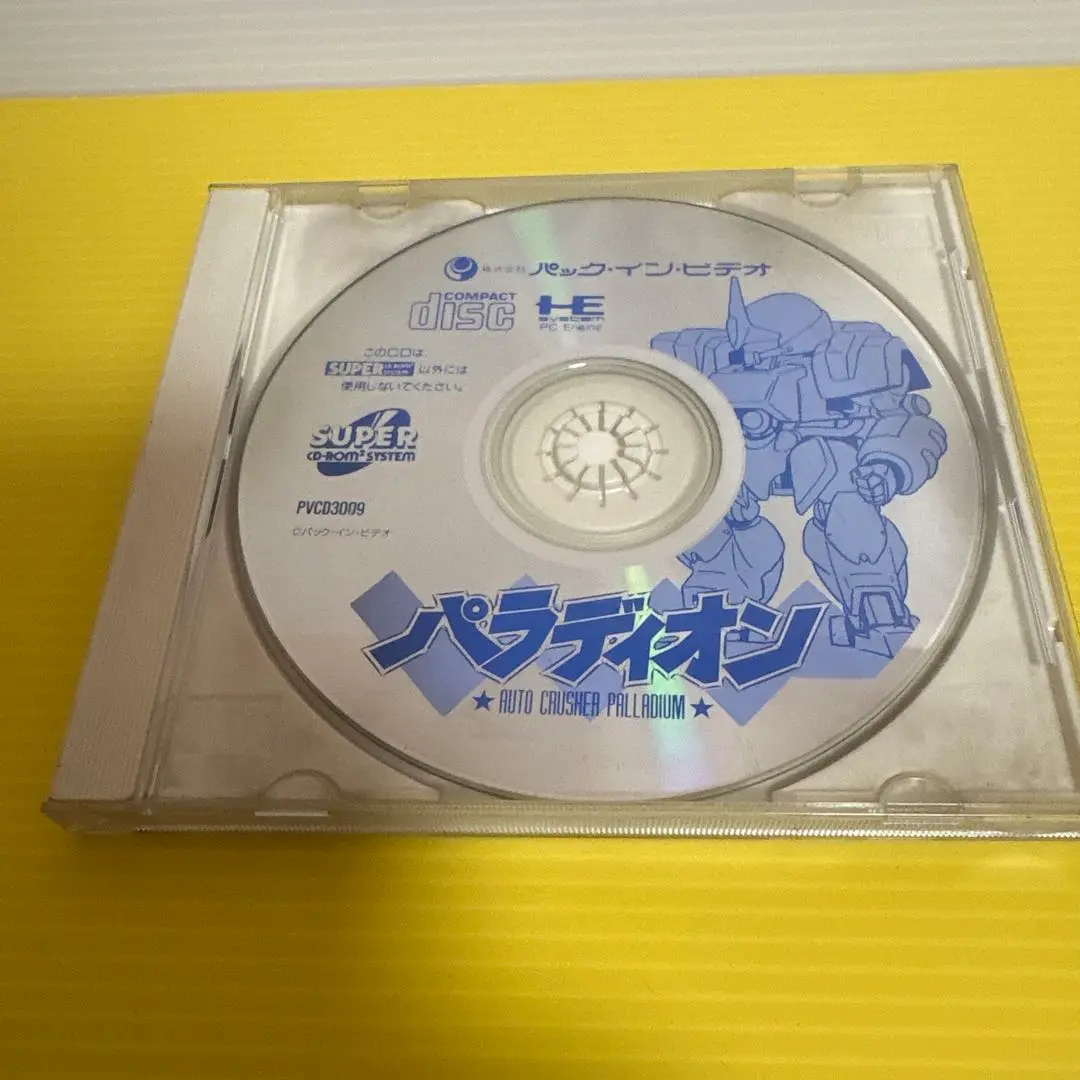 株式会社 パック・イン・ビデオ
COMPACT
disc
HE
system
PC Engine
このCDは、
SUPER CD-ROM² SYSTEM 以外には
使用しないでください。
SUPER
CD-ROM² SYSTEM
PVCD3009
©パック・イン・ビデオ
パラディオン
★ AUTO CRUSHER PALLADIUM ★